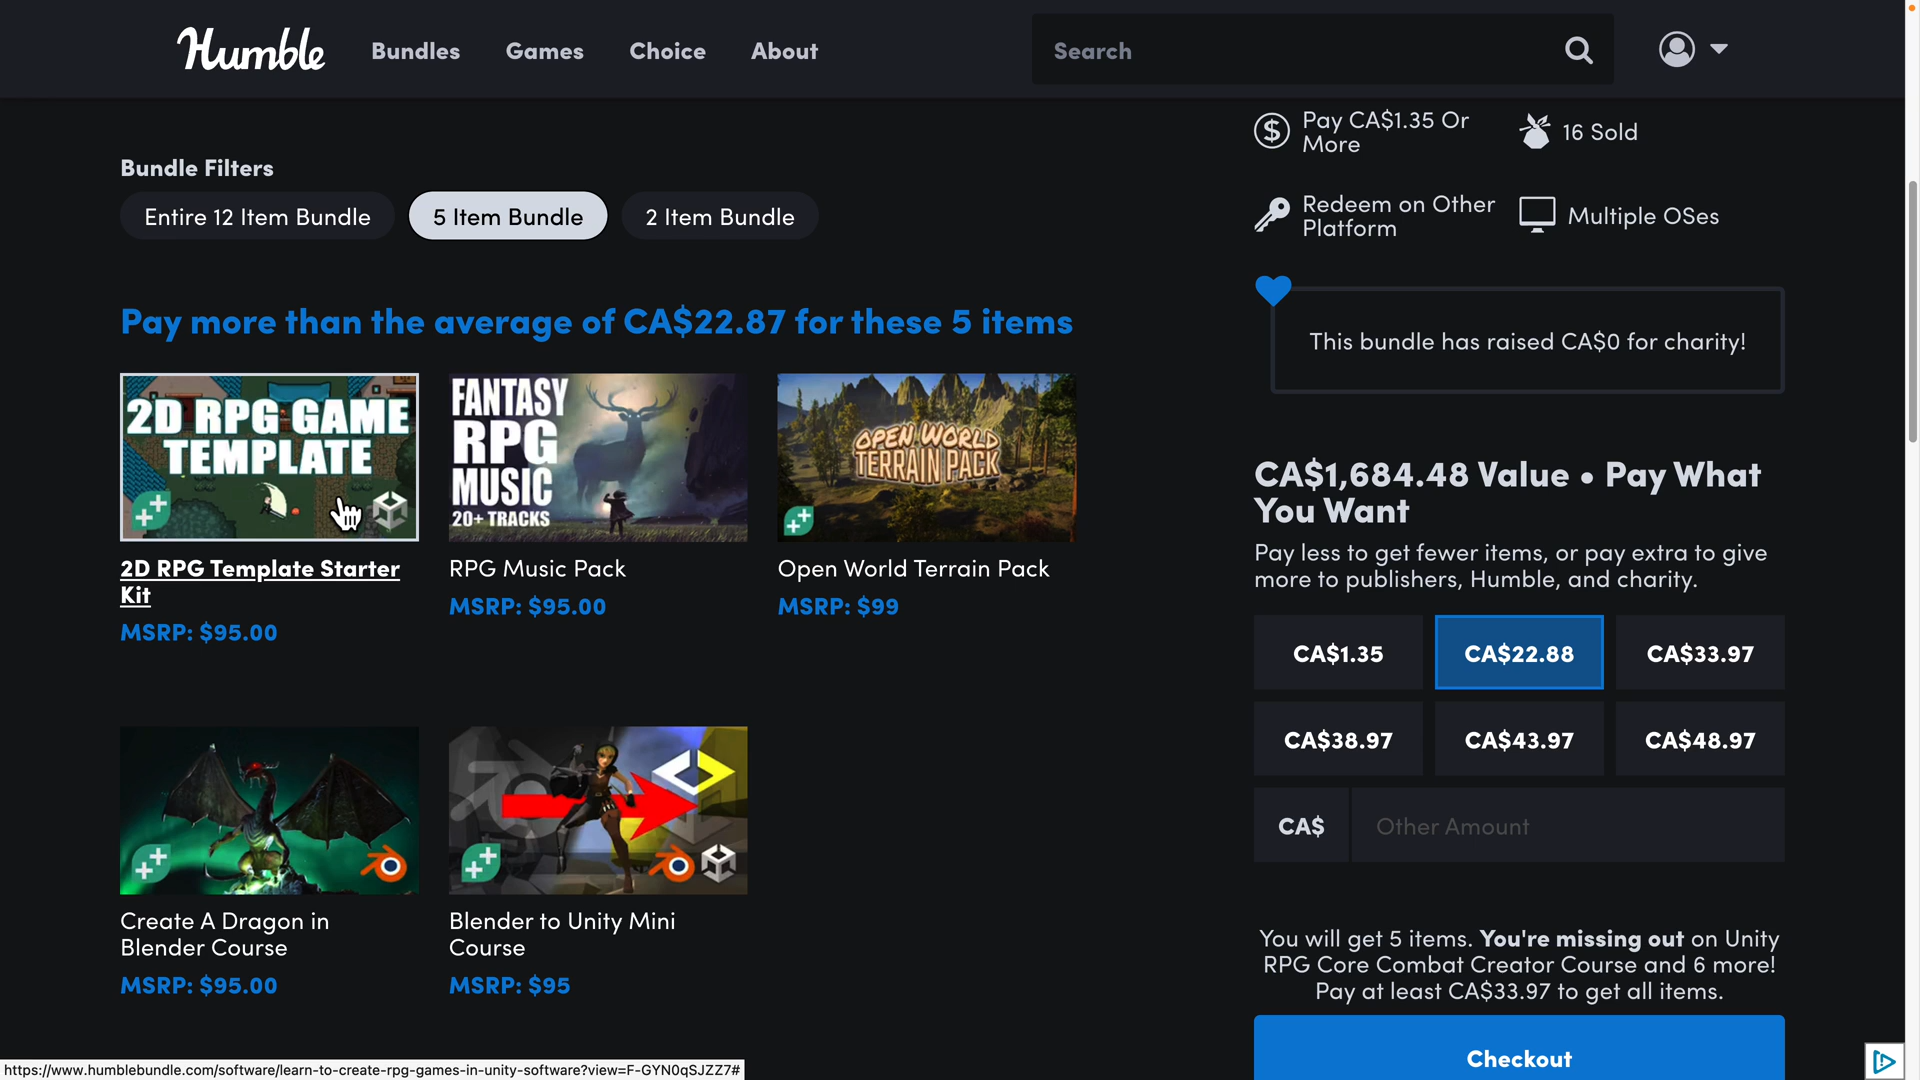 Humble
Bundles
Games
Choice
About
Search
Pay CA$1.35 Or
More
16 Sold
Redeem on Other
Platform
Multiple OSes
Bundle Filters
Entire 12 Item Bundle
5 Item Bundle
2 Item Bundle
Pay more than the average of CA$22.87 for these 5 items
2D RPG GAME
TEMPLATE
2D RPG Template Starter
Kit
MSRP: $95.00
FANTASY
RPG
MUSIC
20+ TRACKS
RPG Music Pack
MSRP: $95.00
OPEN WORLD
TERRAIN PACK
Open World Terrain Pack
MSRP: $99
Create A Dragon in
Blender Course
MSRP: $95.00
Blender to Unity Mini
Course
MSRP: $95
This bundle has raised CA$0 for charity!
CA$1,684.48 Value • Pay What
You Want
Pay less to get fewer items, or pay extra to give
more to publishers, Humble, and charity.
CA$1.35
CA$22.88
CA$33.97
CA$38.97
CA$43.97
CA$48.97
CA$
Other Amount
You will get 5 items. You're missing out on Unity
RPG Core Combat Creator Course and 6 more!
Pay at least CA$33.97 to get all items.
Checkout
https://www.humblebundle.com/software/learn-to-create-rpg-games-in-unity-software?view=F-GYN0qSJZZ7#